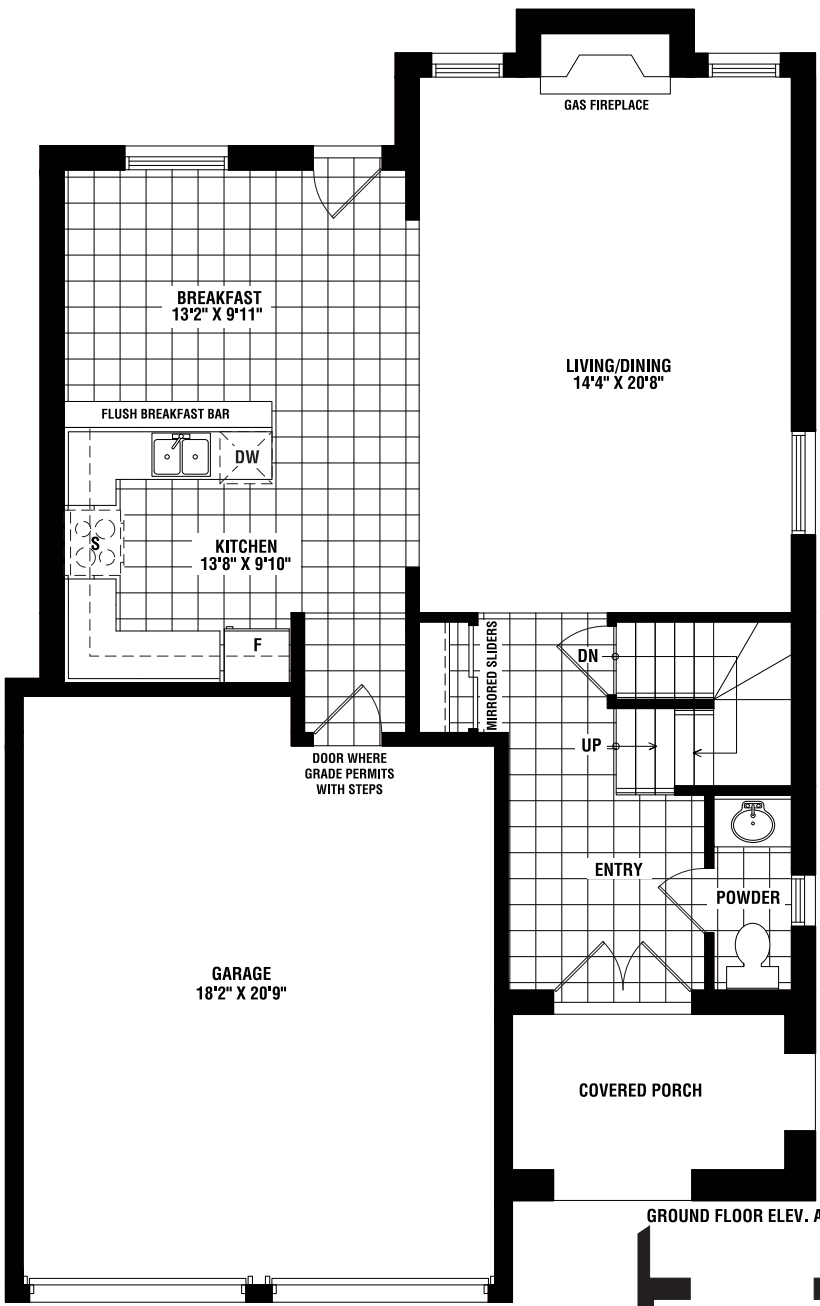 GAS FIREPLACE
BREAKFAST
13'2" X 9'11"
LIVING/DINING
14'4" X 20'8"
FLUSH BREAKFAST BAR
DW
S
KITCHEN
13'8" X 9'10"
F
MIRRORED SLIDERS
DN
UP
DOOR WHERE
GRADE PERMITS
WITH STEPS
ENTRY
POWDER
GARAGE
18'2" X 20'9"
COVERED PORCH
GROUND FLOOR ELEV. A